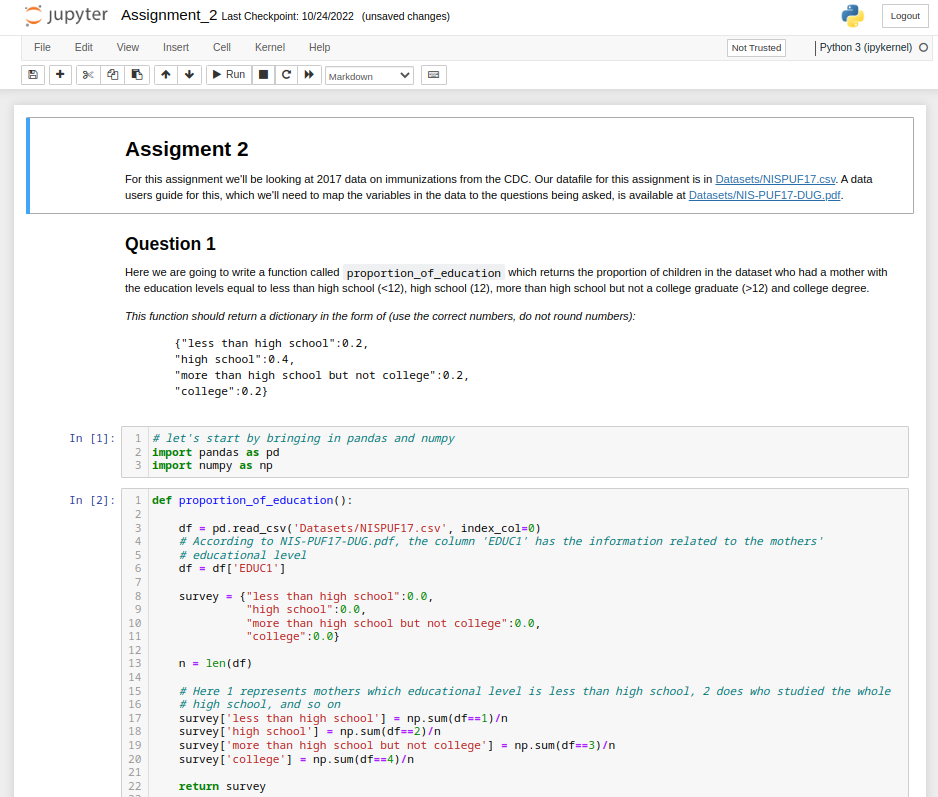 jupyter Assignment_2 Last Checkpoint: 10/24/2022 (unsaved changes) Logout
File Edit View Insert Cell Kernel Help Not Trusted Python 3 (ipykernel)
Run Markdown
Assigment 2
For this assignment we'll be looking at 2017 data on immunizations from the CDC. Our datafile for this assignment is in Datasets/NISPUF17.csv. A data
users guide for this, which we'll need to map the variables in the data to the questions being asked, is available at Datasets/NIS-PUF17-DUG.pdf.
Question 1
Here we are going to write a function called proportion_of_education which returns the proportion of children in the dataset who had a mother with
the education levels equal to less than high school (<12), high school (12), more than high school but not a college graduate (>12) and college degree.
This function should return a dictionary in the form of (use the correct numbers, do not round numbers):
{"less than high school":0.2,
"high school":0.4,
"more than high school but not college":0.2,
"college":0.2}
In [1]: 1 # let's start by bringing in pandas and numpy
2 import pandas as pd
3 import numpy as np
In [2]: 1 def proportion_of_education():
2
3 df = pd.read_csv('Datasets/NISPUF17.csv', index_col=0)
4 # According to NIS-PUF17-DUG.pdf, the column 'EDUC1' has the information related to the mothers'
5 # educational level
6 df = df['EDUC1']
7
8 survey = {"less than high school":0.0,
9 "high school":0.0,
10 "more than high school but not college":0.0,
11 "college":0.0}
12
13 n = len(df)
14
15 # Here 1 represents mothers which educational level is less than high school, 2 does who studied the whole
16 # high school, and so on
17 survey['less than high school'] = np.sum(df==1)/n
18 survey['high school'] = np.sum(df==2)/n
19 survey['more than high school but not college'] = np.sum(df==3)/n
20 survey['college'] = np.sum(df==4)/n
21
22 return survey